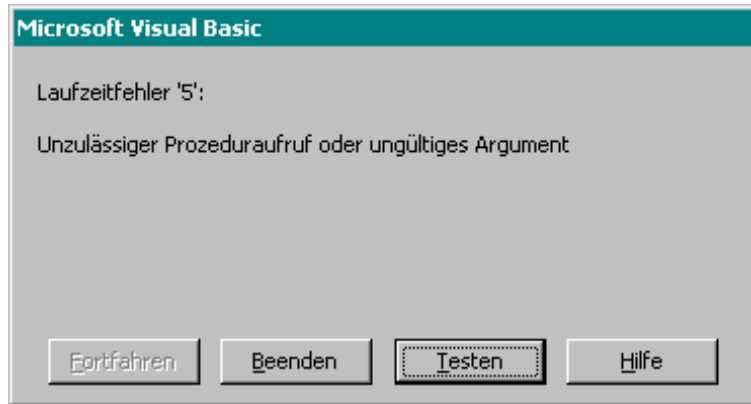 Microsoft Visual Basic
Laufzeitfehler '5':
Unzulässiger Prozeduraufruf oder ungültiges Argument
Fortfahren Beenden Testen Hilfe